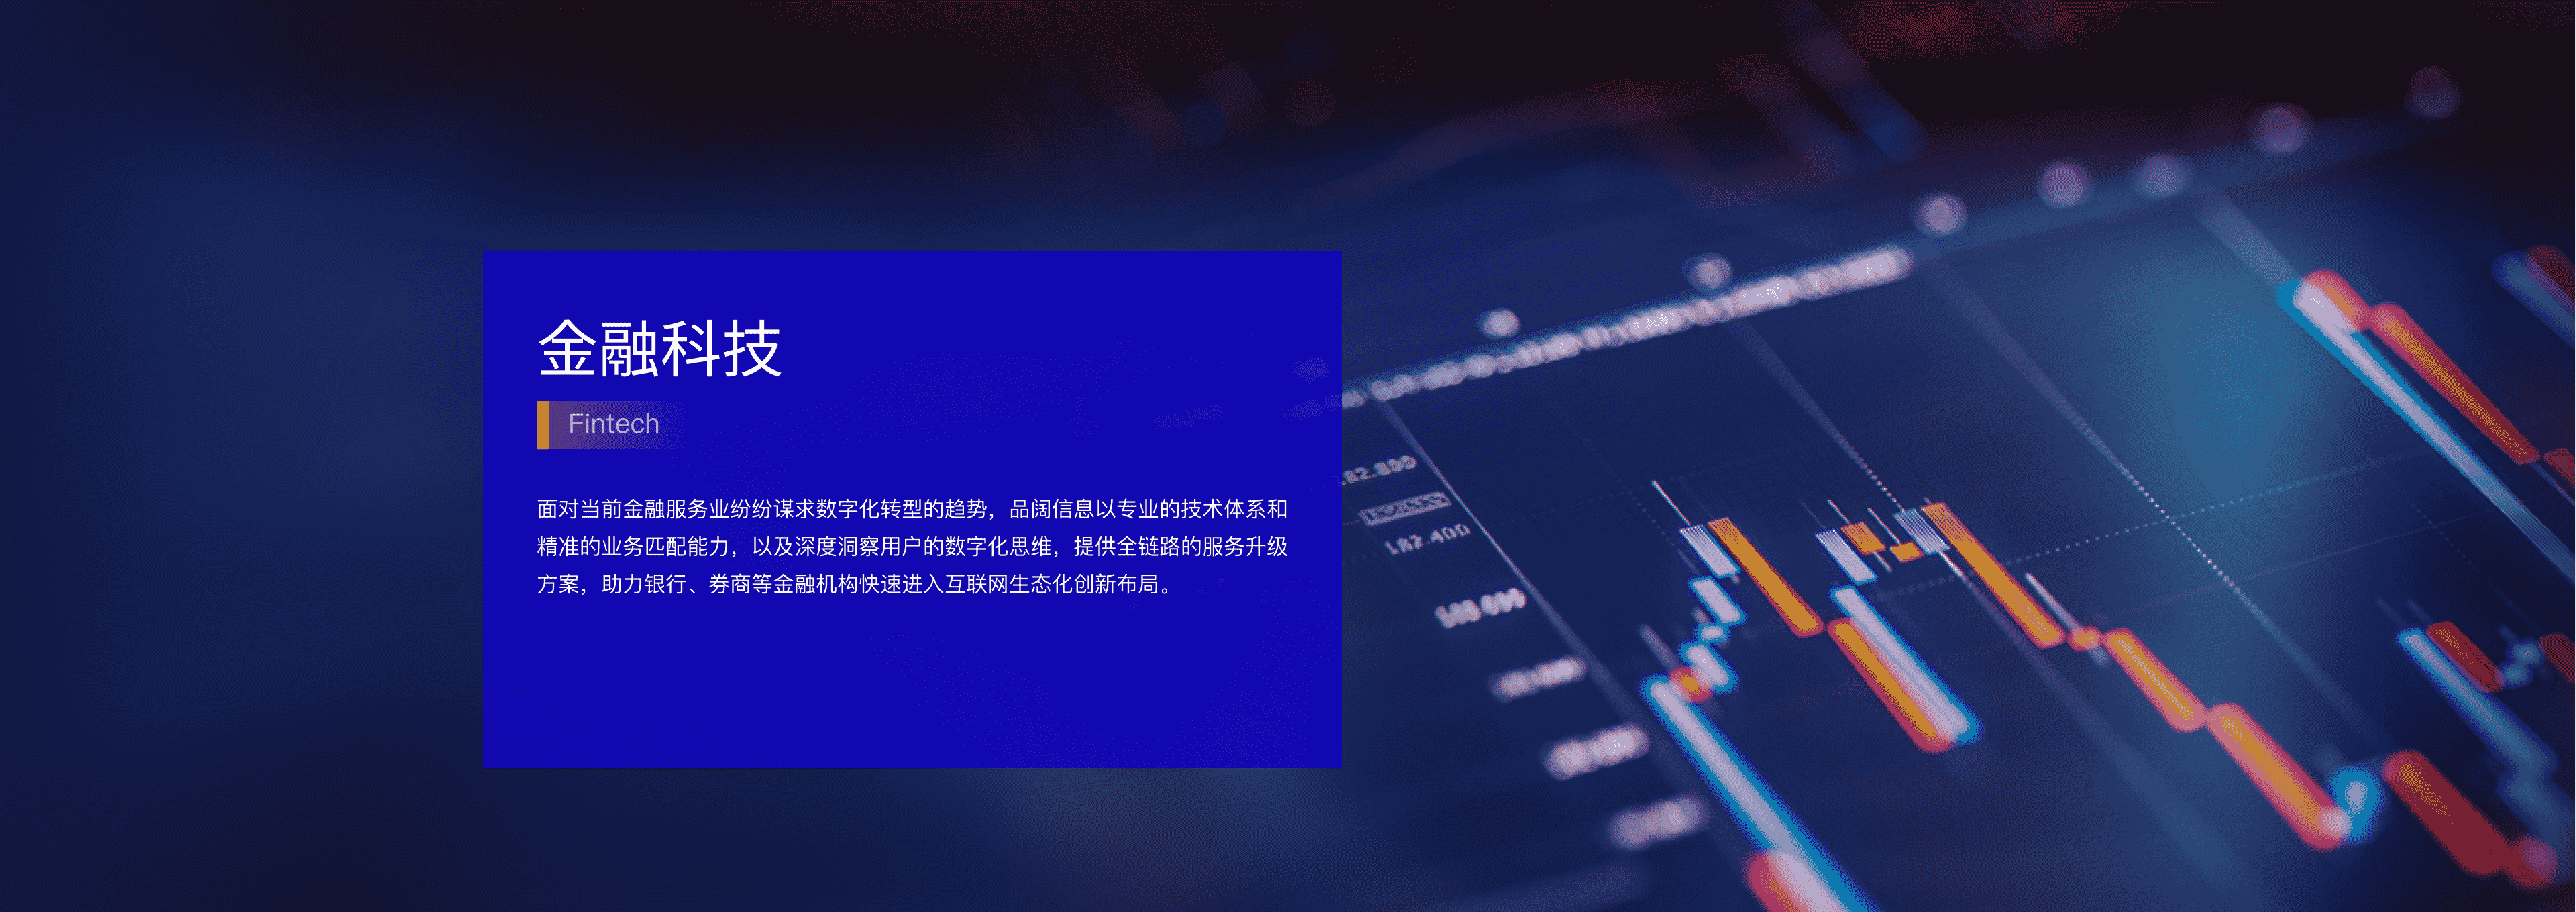 金融科技
Fintech
面对当前金融服务业纷纷谋求数字化转型的趋势，品阔信息以专业的技术体系和
精准的业务匹配能力，以及深度洞察用户的数字化思维，提供全链路的服务升级
方案，助力银行、券商等金融机构快速进入互联网生态化创新布局。
182.400